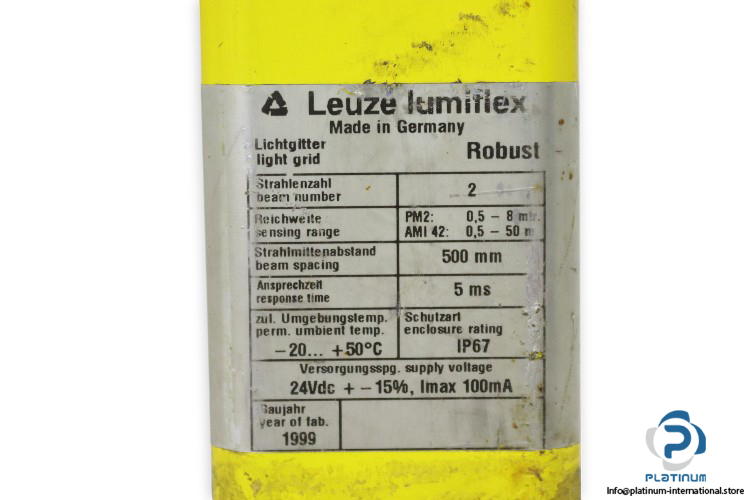 Leuze lumiflex
Made in Germany
Lichtgitter
light grid
Robust
Strahlenzahl
beam number
2
Reichweite
sensing range
PM2: 0,5 – 8 mtr.
AMI 42: 0,5 – 50 m
Strahlmittenabstand
beam spacing
500 mm
Ansprechzeit
response time
5 ms
zul. Umgebungstemp.
perm. umbient temp.
–20... +50°C
Schutzart
enclosure rating
IP67
Versorgungsspg. supply voltage
24Vdc + – 15%, Imax 100mA
Baujahr
year of fab.
1999
PLATINUM
Info@platinum-international.store